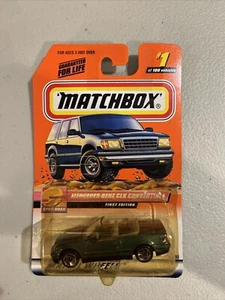 FOR AGES 3 AND OVER
GUARANTEED
FOR LIFE
#1
of 100 vehicles
MATCHBOX
MERCEDES-BENZ CLK CONVERTIBLE
FIRST EDITION